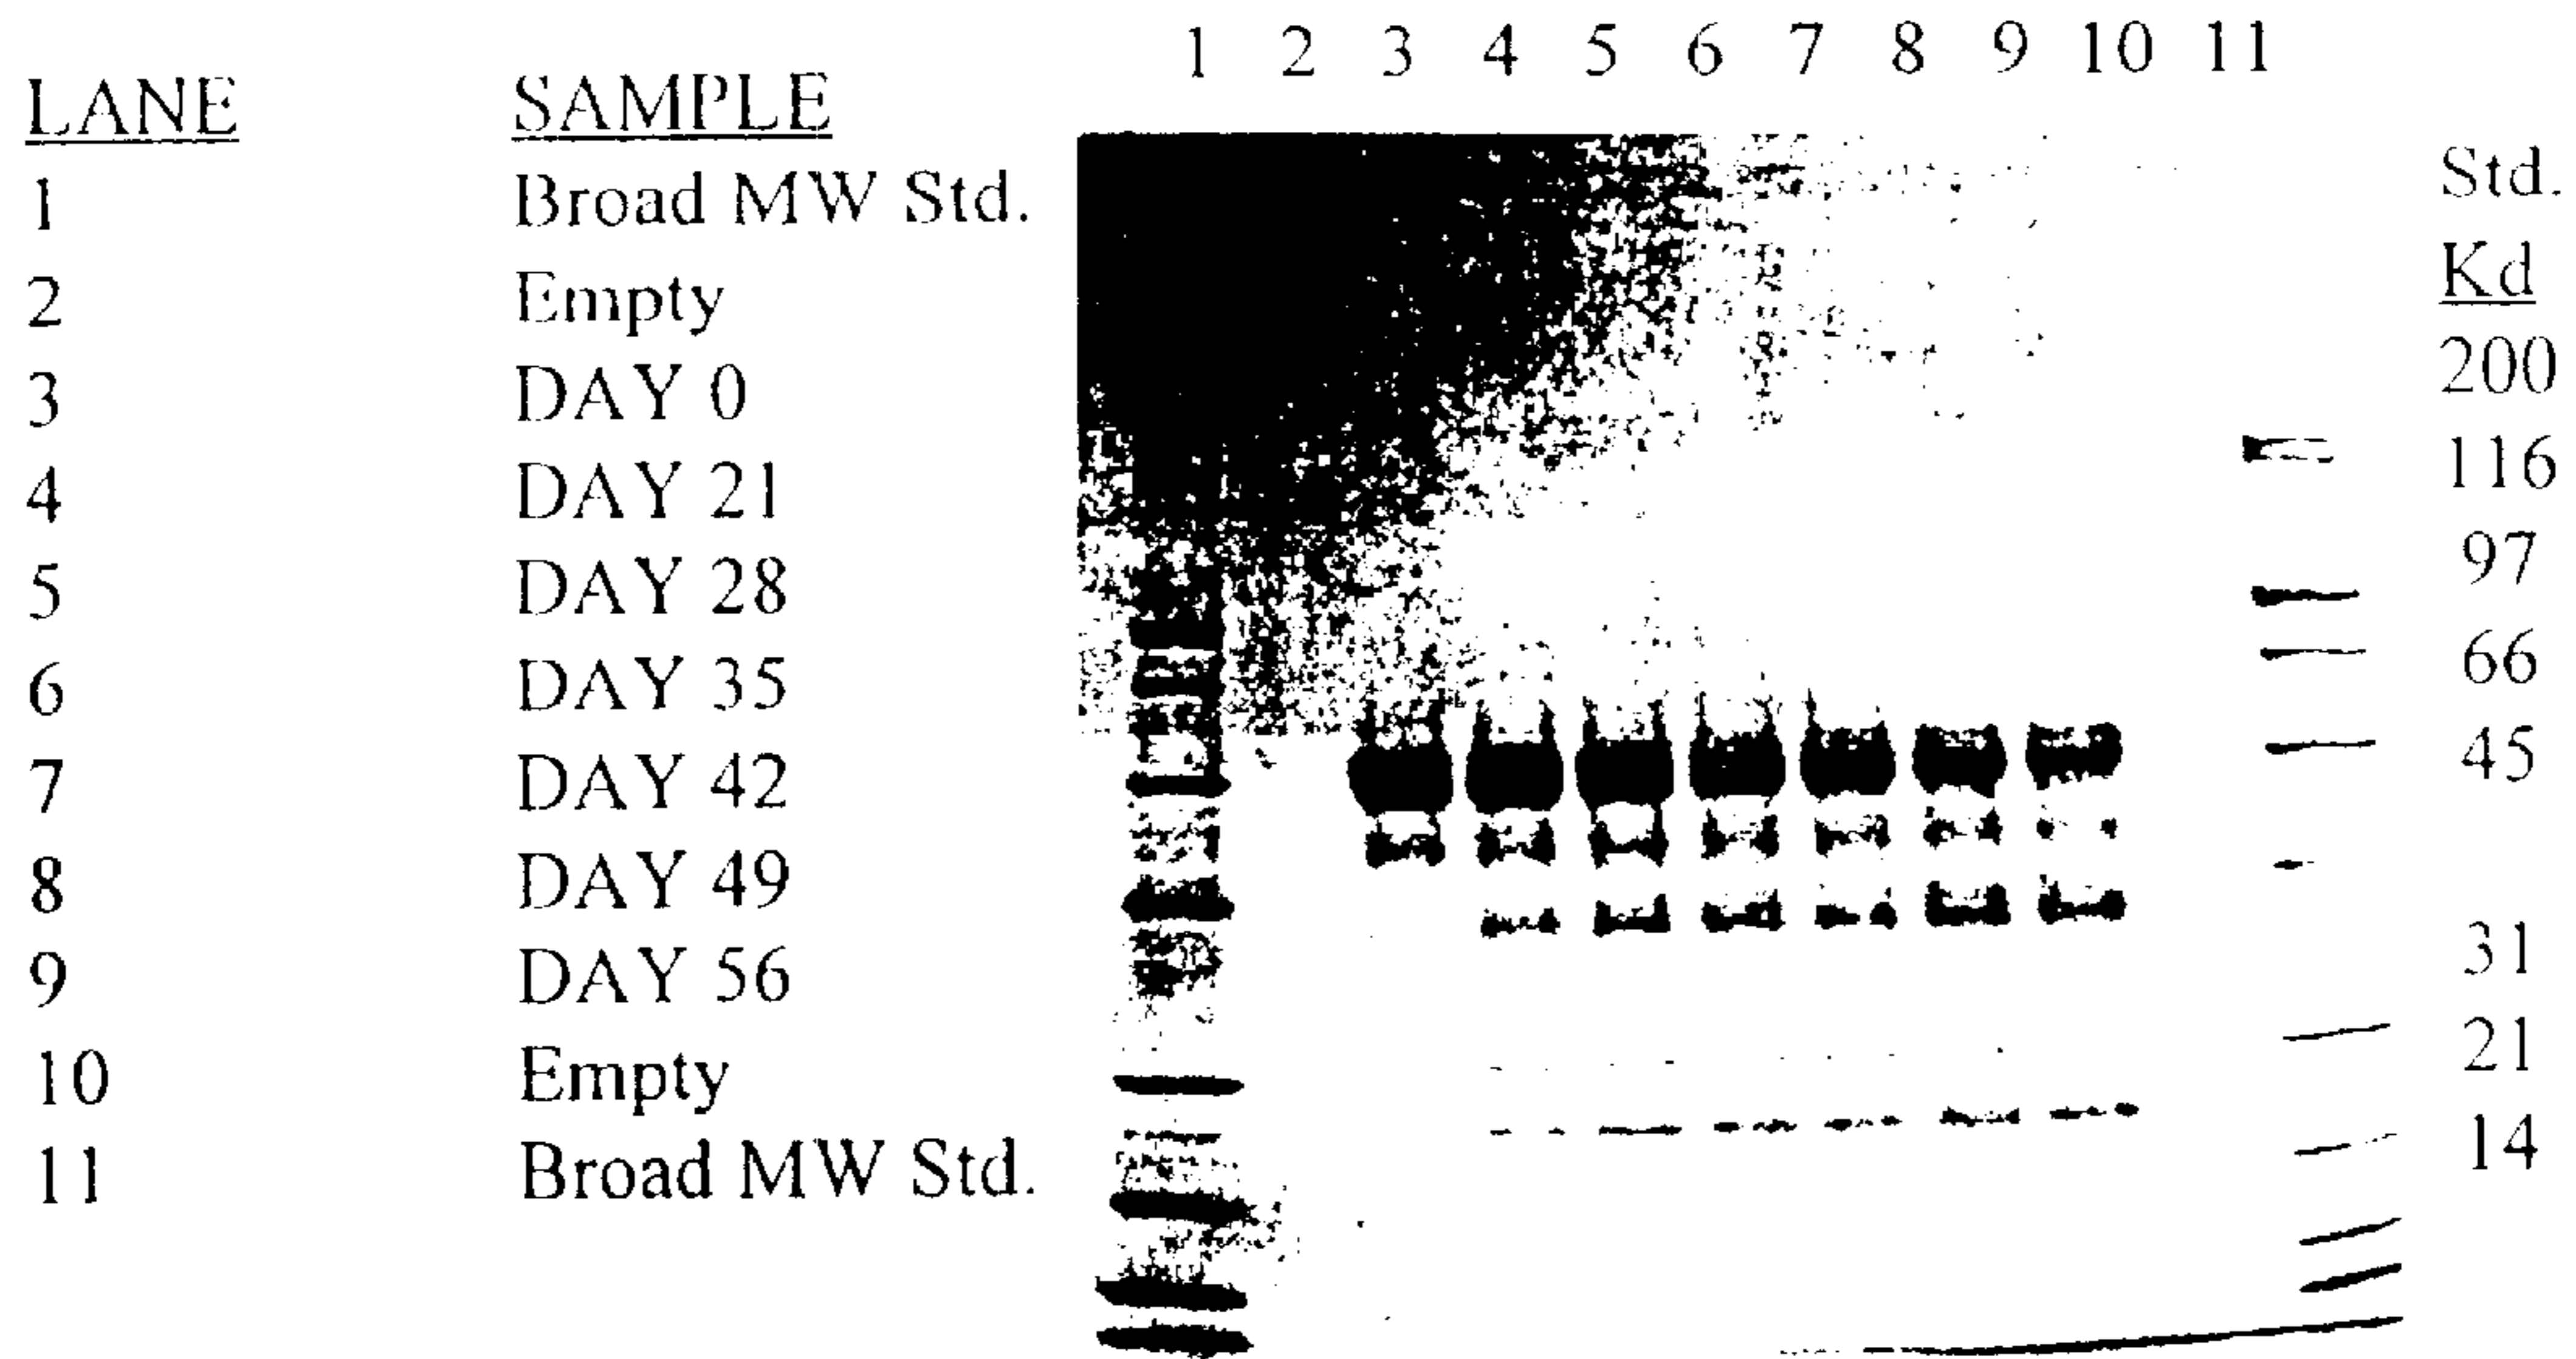 1 2 3 4 5 6 7 8 9 10 11
LANE SAMPLE
1 Broad MW Std.
2 Empty
3 DAY 0
4 DAY 21
5 DAY 28
6 DAY 35
7 DAY 42
8 DAY 49
9 DAY 56
10 Empty
11 Broad MW Std.
Std.
Kd
200
116
97
66
45
31
21
14